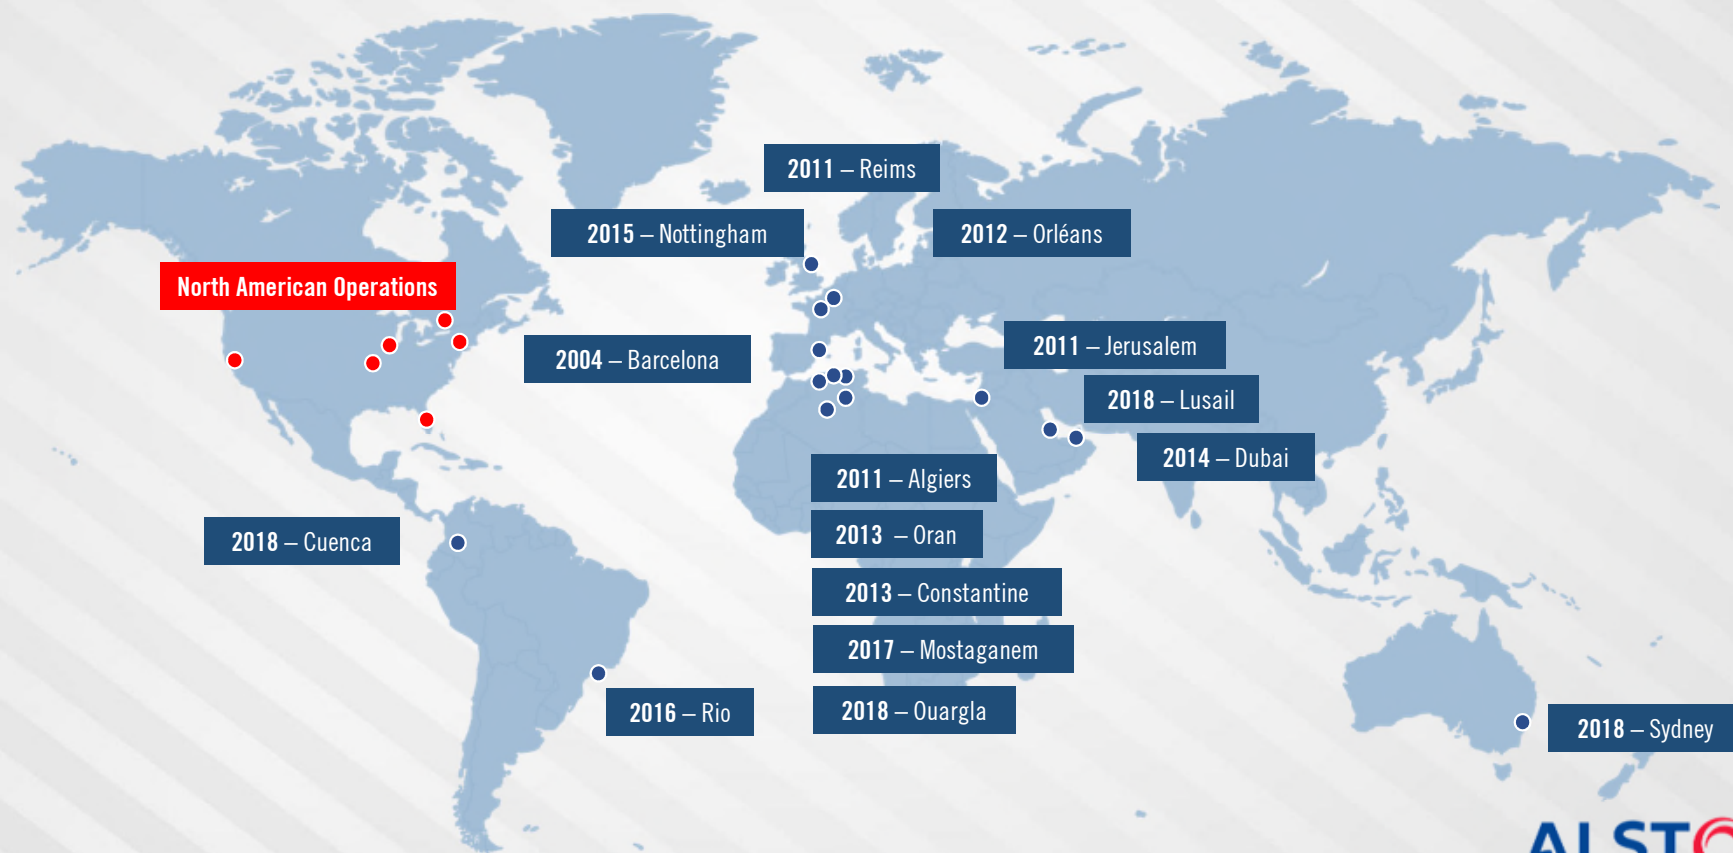 2011 – Reims
2015 – Nottingham
2012 – Orléans
North American Operations
2004 – Barcelona
2011 – Jerusalem
2018 – Lusail
2014 – Dubai
2011 – Algiers
2013 – Oran
2018 – Cuenca
2013 – Constantine
2017 – Mostaganem
2016 – Rio
2018 – Ouargla
2018 – Sydney
ALSTO